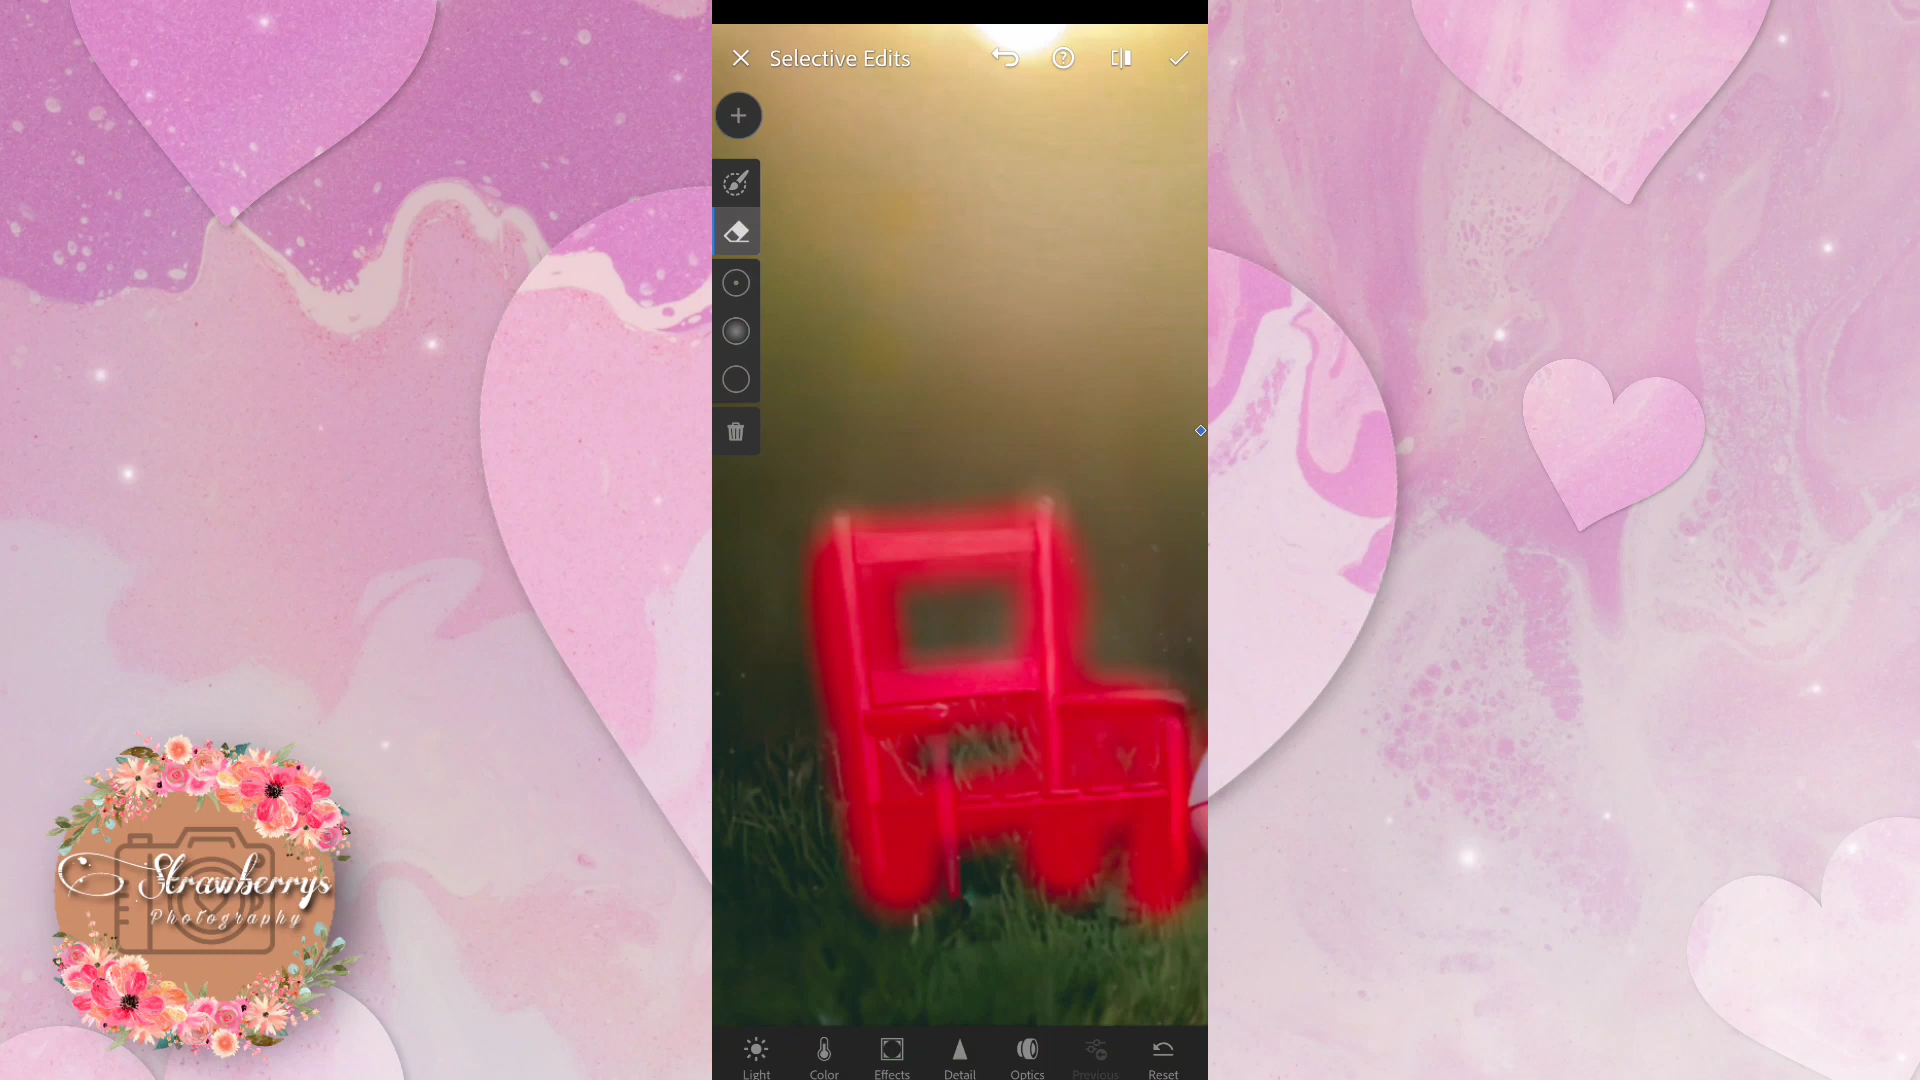 Selective Edits
Strawberrys
Photography
Light Color Effects Detail Optics Previous Reset